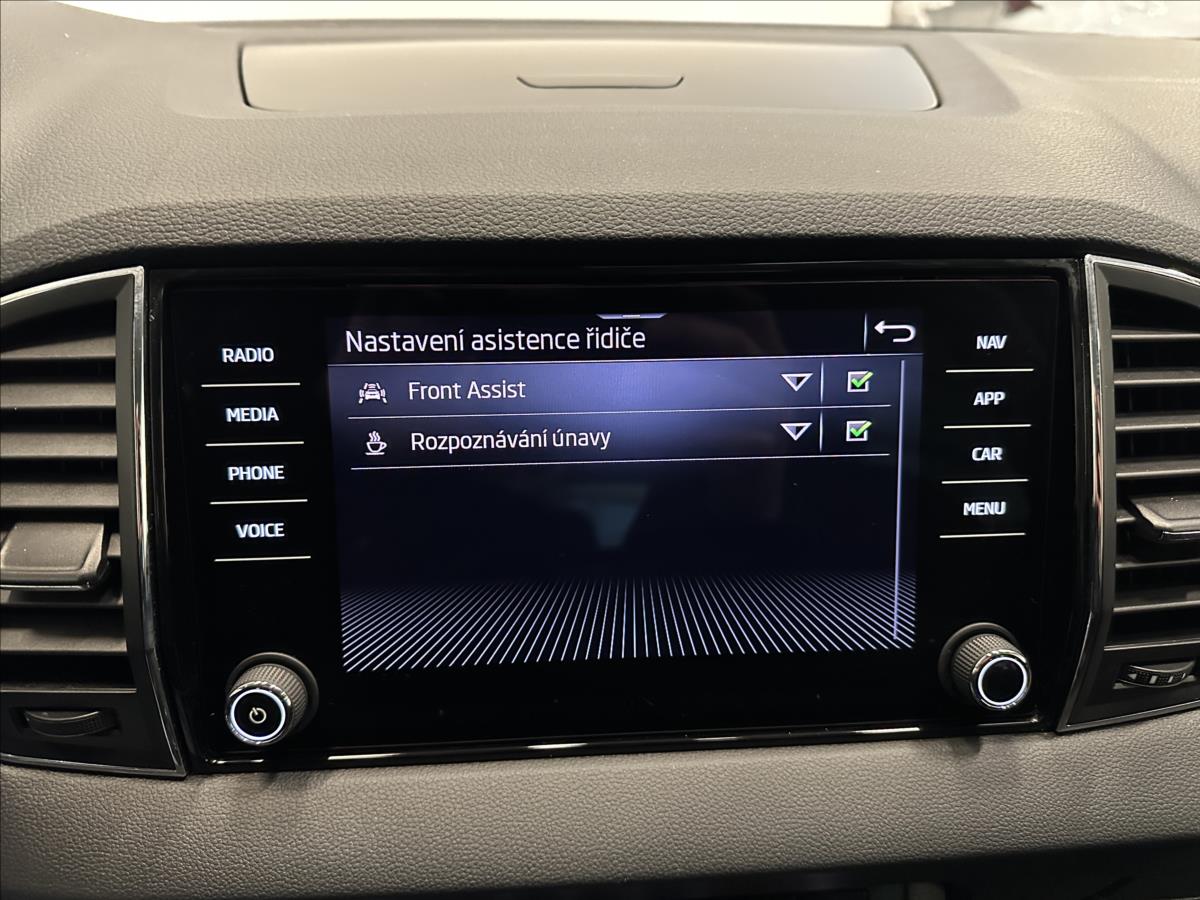 Nastavení asistence řidiče
Front Assist
Rozpoznávání únavy
RADIO
MEDIA
PHONE
VOICE
NAV
APP
CAR
MENU